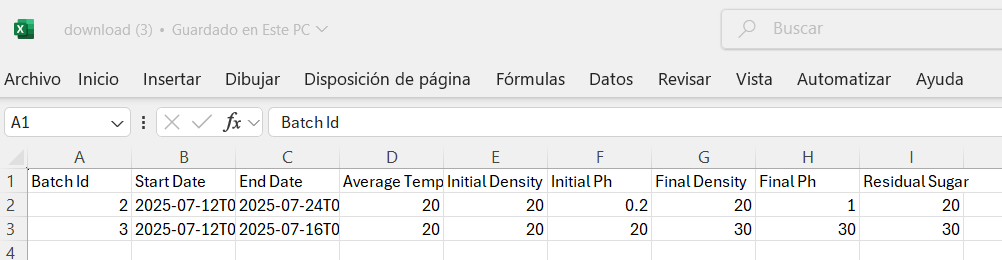 download (3) • Guardado en Este PC
Buscar
Archivo Inicio Insertar Dibujar Disposición de página Fórmulas Datos Revisar Vista Automatizar Ayuda
A1 fx Batch Id
A B C D E F G H I
1 Batch Id Start Date End Date Average Temp Initial Density Initial Ph Final Density Final Ph Residual Sugar
2 2 2025-07-12T0 2025-07-24T0 20 20 0.2 20 1 20
3 3 2025-07-12T0 2025-07-16T0 20 20 20 30 30 30
4